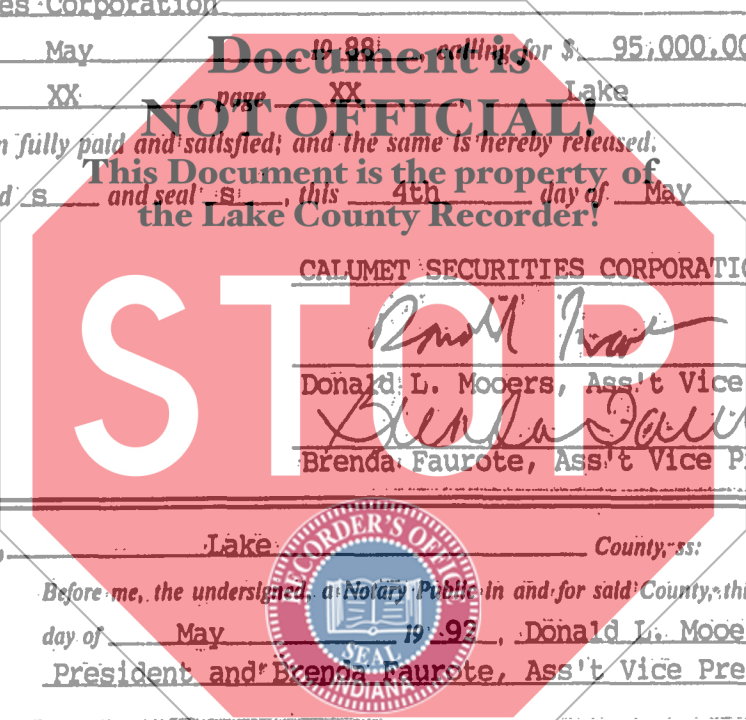 es Corporation
May 19 88, calling for $ 95,000.00
Document is
XX, page XX, Lake
NOT OFFICIAL!
n fully paid and satisfied; and the same is hereby released.
This Document is the property of
d s and seal s, this 4th day of May
the Lake County Recorder!
CALUMET SECURITIES CORPORATIO
STOP
Donald L. Mooers, Ass't Vice
Brenda Faurote, Ass't Vice P
Lake County, ss:
RECORDER'S OFFIC
Before me, the undersigned, a Notary Public in and for said County, thi
day of May 19 92, Donald L. Mooe
SEAL
President and Brenda Faurote, Ass't Vice Pre
INDIANA